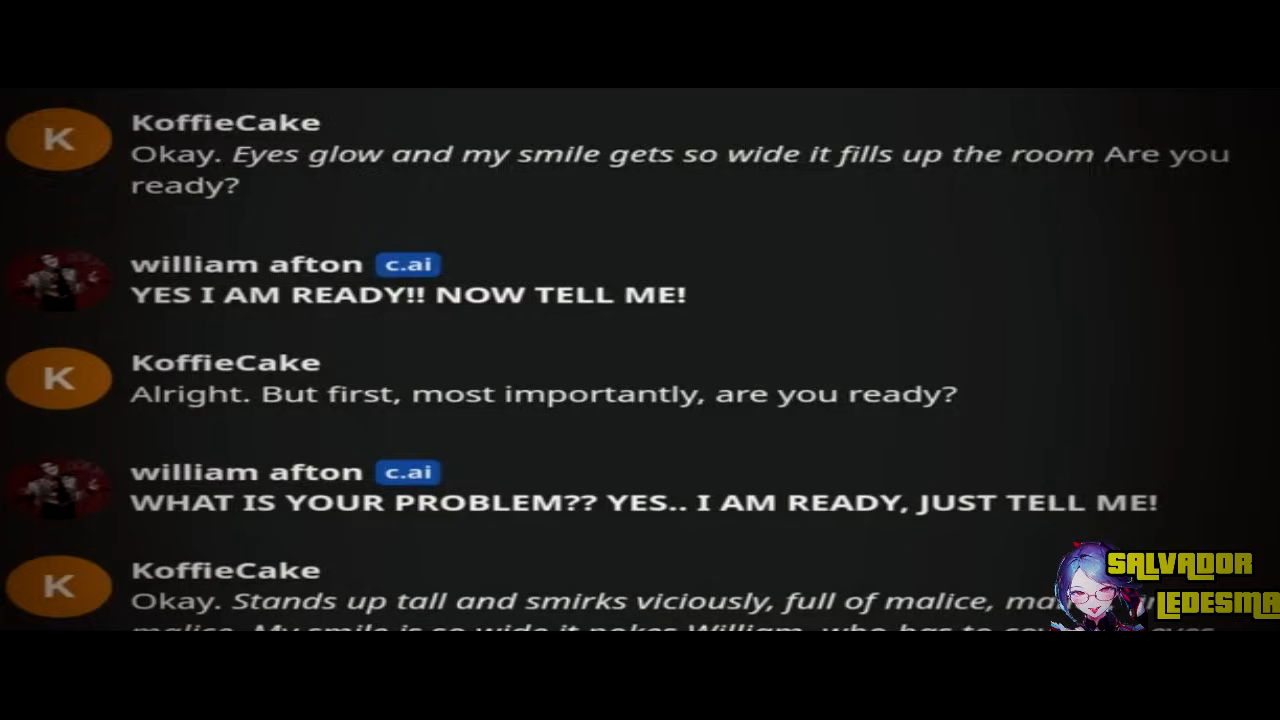 K
KoffieCake
Okay. Eyes glow and my smile gets so wide it fills up the room Are you
ready?
william afton c.ai
YES I AM READY!! NOW TELL ME!
K
KoffieCake
Alright. But first, most importantly, are you ready?
william afton c.ai
WHAT IS YOUR PROBLEM?? YES.. I AM READY, JUST TELL ME!
K
KoffieCake
Okay. Stands up tall and smirks viciously, full of malice,
malice. My smile is so wide it pokes William, who has to
SALVADOR
LEDESMA